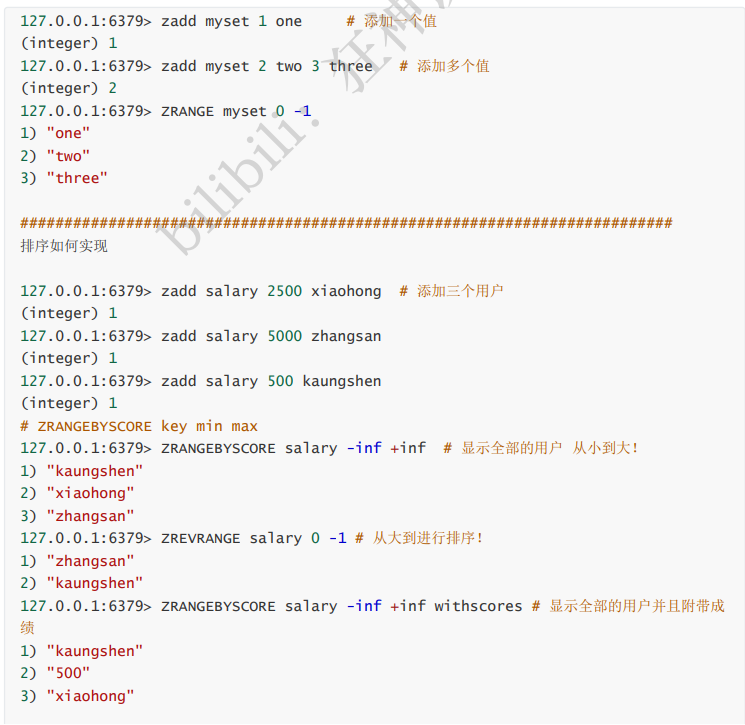 127.0.0.1:6379> zadd myset 1 one     # 添加一个值
(integer) 1
127.0.0.1:6379> zadd myset 2 two 3 three   # 添加多个值
(integer) 2
127.0.0.1:6379> ZRANGE myset 0 -1
1) "one"
2) "two"
3) "three"
##########################################################################
排序如何实现
127.0.0.1:6379> zadd salary 2500 xiaohong  # 添加三个用户
(integer) 1
127.0.0.1:6379> zadd salary 5000 zhangsan
(integer) 1
127.0.0.1:6379> zadd salary 500 kaungshen
(integer) 1
# ZRANGEBYSCORE key min max
127.0.0.1:6379> ZRANGEBYSCORE salary -inf +inf  # 显示全部的用户 从小到大!
1) "kaungshen"
2) "xiaohong"
3) "zhangsan"
127.0.0.1:6379> ZREVRANGE salary 0 -1 # 从大到进行排序!
1) "zhangsan"
2) "kaungshen"
127.0.0.1:6379> ZRANGEBYSCORE salary -inf +inf withscores # 显示全部的用户并且附带成
绩
1) "kaungshen"
2) "500"
3) "xiaohong"
bilibili: 狂神